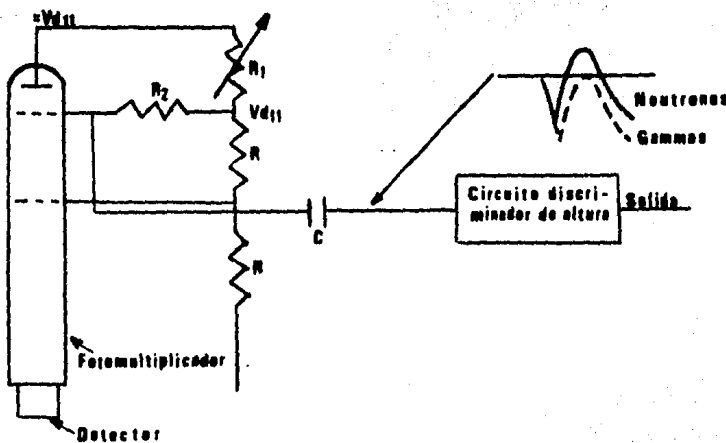 =Vd11
R1
R2
Vd11
R
Neutrones
Gammas
Circuito discri-
minador de altura
Salida
C
R
Fotomultiplicador
Detector